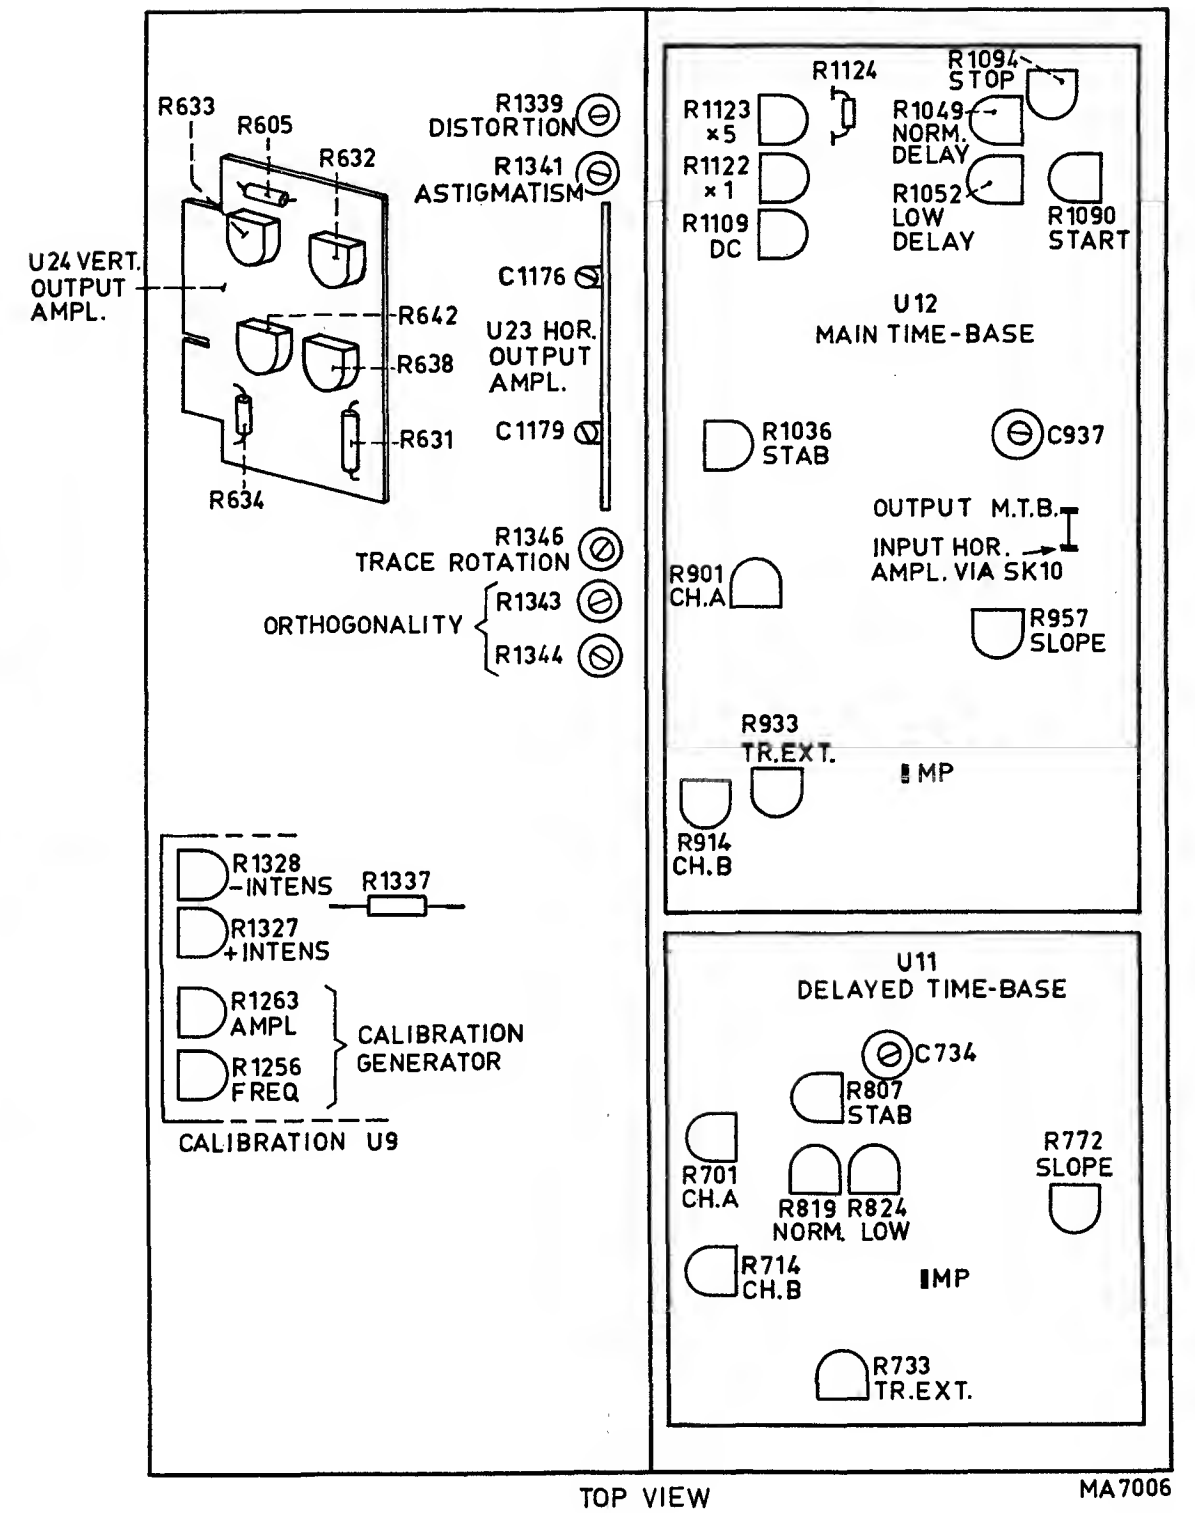 R633
R605
R632
U24 VERT.
OUTPUT
AMPL.
R642
R638
R631
R634
R1339
DISTORTION
R1341
ASTIGMATISM
C1176
U23 HOR.
OUTPUT
AMPL.
C1179
R1346
TRACE ROTATION
ORTHOGONALITY
R1343
R1344
R1328
-INTENS
R1337
R1327
+INTENS
R1263
AMPL
R1256
FREQ
CALIBRATION
GENERATOR
CALIBRATION U9
R1123
×5
R1124
R1094
STOP
R1049
NORM.
DELAY
R1122
×1
R1052
LOW
DELAY
R1090
START
R1109
DC
U12
MAIN TIME-BASE
R1036
STAB
C937
OUTPUT M.T.B.
INPUT HOR.
AMPL. VIA SK10
R901
CH.A
R957
SLOPE
R933
TR.EXT.
MP
R914
CH.B
U11
DELAYED TIME-BASE
C734
R807
STAB
R701
CH.A
R819
NORM.
R824
LOW
R772
SLOPE
R714
CH.B
MP
R733
TR.EXT.
TOP VIEW
MA7006